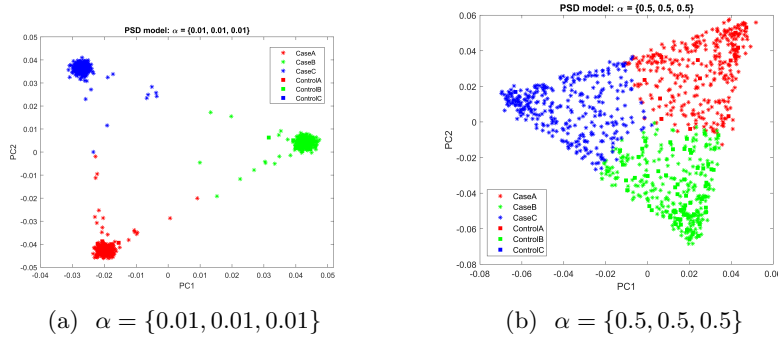 PSD model: α = {0.01, 0.01, 0.01}
0.05
0.04
0.03
0.02
0.01
0
-0.01
-0.02
-0.03
-0.04
-0.05
PC2
-0.04 -0.03 -0.02 -0.01 0 0.01 0.02 0.03 0.04 0.05
PC1
CaseA
CaseB
CaseC
ControlA
ControlB
ControlC
(a) α = {0.01, 0.01, 0.01}
PSD model: α = {0.5, 0.5, 0.5}
0.06
0.04
0.02
0
-0.02
-0.04
-0.06
-0.08
PC2
-0.08 -0.06 -0.04 -0.02 0 0.02 0.04 0.06
PC1
CaseA
CaseB
CaseC
ControlA
ControlB
ControlC
(b) α = {0.5, 0.5, 0.5}